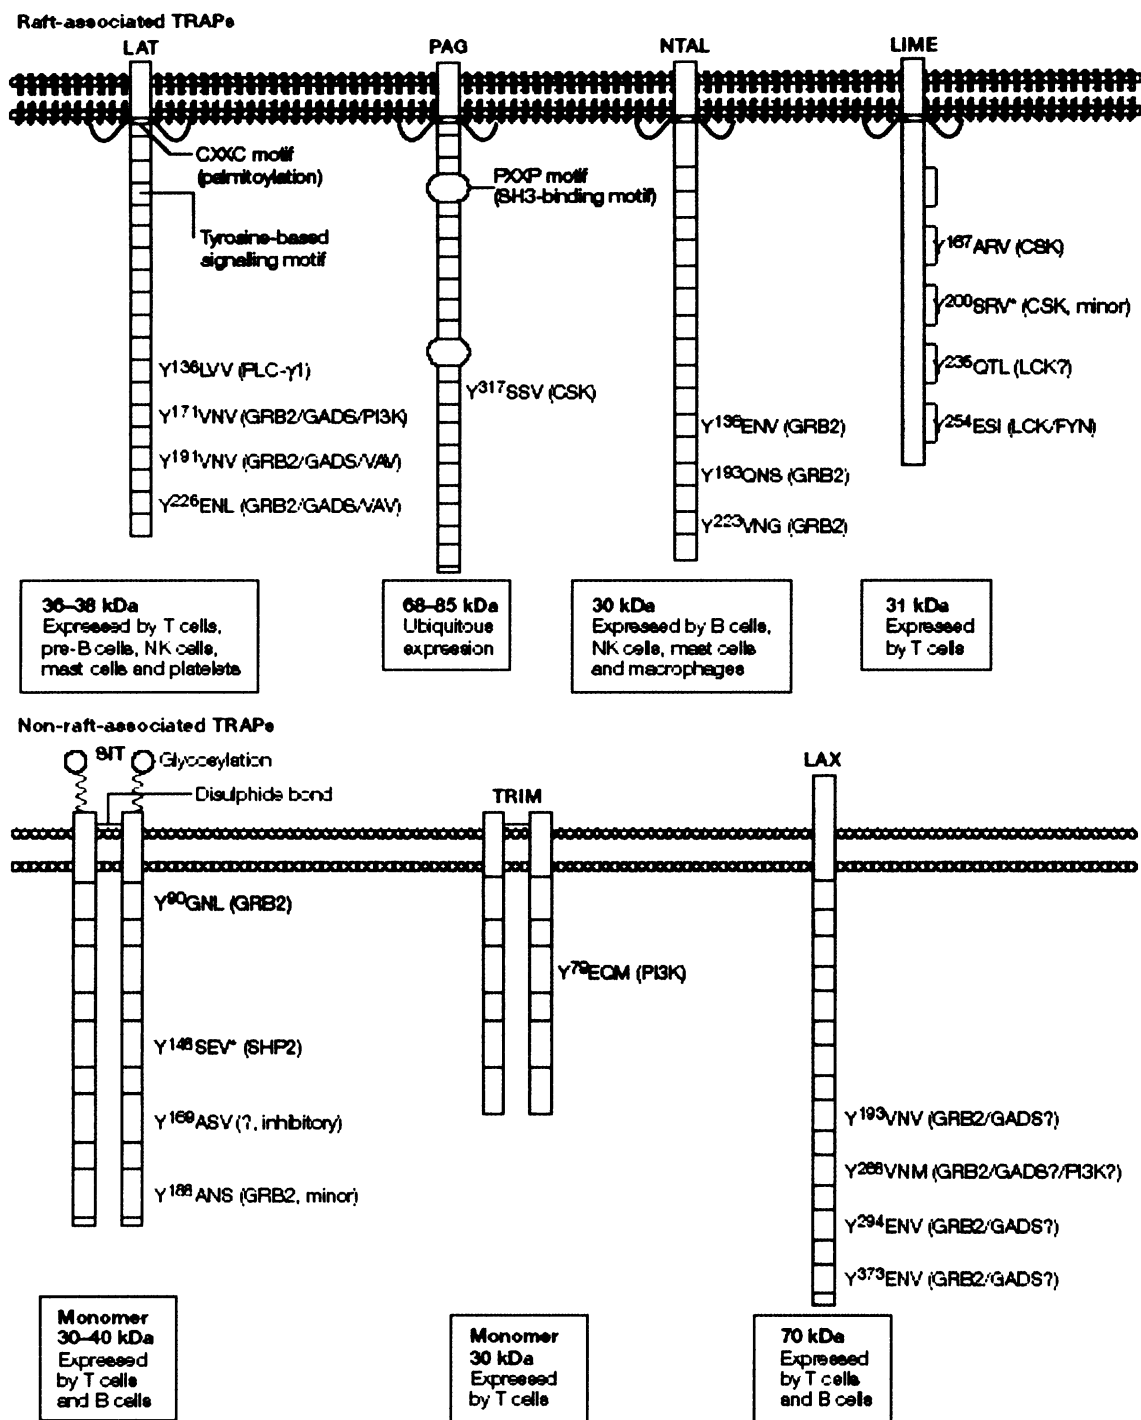 Raft-associated TRAPs
LAT PAG NTAL LIME
CXXC motif
(palmitoylation)
PXXP motif
(SH3-binding motif)
Tyrosine-based
signalling motif
Y167ARV (CSK)
Y200SRV* (CSK, minor)
Y235QTL (LCK?)
Y254ESI (LCK/FYN)
Y136LVV (PLC-γ1)
Y171VNV (GRB2/GADS/PI3K)
Y191VNV (GRB2/GADS/VAV)
Y226ENL (GRB2/GADS/VAV)
Y317SSV (CSK)
Y136ENV (GRB2)
Y193QNS (GRB2)
Y223VNG (GRB2)
36–38 kDa
Expressed by T cells,
pre-B cells, NK cells,
mast cells and platelets
68–85 kDa
Ubiquitous
expression
30 kDa
Expressed by B cells,
NK cells, mast cells
and macrophages
31 kDa
Expressed
by T cells
Non-raft-associated TRAPs
SIT
Glycosylation
Disulphide bond
TRIM
LAX
Y90GNL (GRB2)
Y146SEV* (SHP2)
Y169ASV (?, inhibitory)
Y188ANS (GRB2, minor)
Y79EQM (PI3K)
Y193VNV (GRB2/GADS?)
Y268VNM (GRB2/GADS?/PI3K?)
Y294ENV (GRB2/GADS?)
Y373ENV (GRB2/GADS?)
Monomer
30–40 kDa
Expressed
by T cells
and B cells
Monomer
30 kDa
Expressed
by T cells
70 kDa
Expressed
by T cells
and B cells